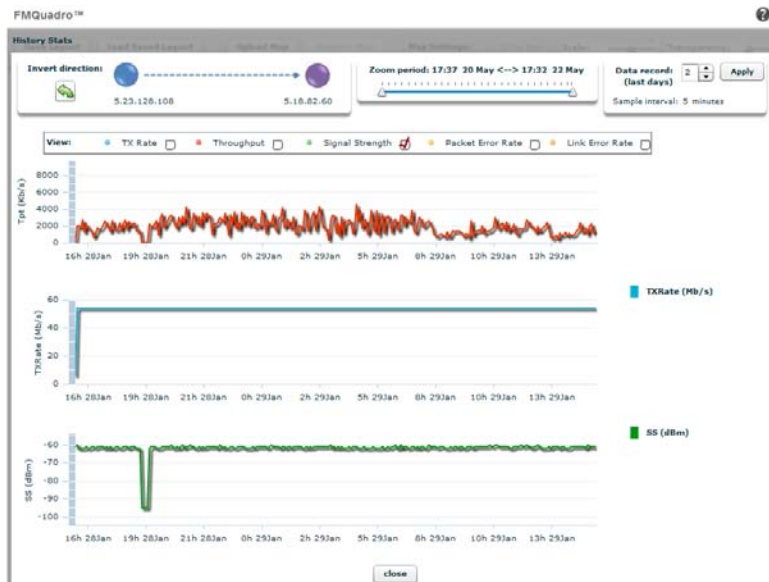 FMQuadro™
History Stats
Invert direction:
5.23.128.108
5.18.82.60
Zoom period: 17:37 20 May <--> 17:32 22 May
Data record:
(last days)
2
Apply
Sample interval: 5 minutes
View:
TX Rate
Throughput
Signal Strength
Packet Error Rate
Link Error Rate
Tpt (Kb/s)
8000
6000
4000
2000
0
16h 28Jan 19h 28Jan 21h 28Jan 0h 29Jan 2h 29Jan 5h 29Jan 8h 29Jan 10h 29Jan 13h 29Jan
TXRate (Mb/s)
TXRate (Mb/s)
60
40
20
0
16h 28Jan 19h 28Jan 21h 28Jan 0h 29Jan 2h 29Jan 5h 29Jan 8h 29Jan 10h 29Jan 13h 29Jan
SS (dBm)
SS (dBm)
-60
-70
-80
-90
-100
16h 28Jan 19h 28Jan 21h 28Jan 0h 29Jan 2h 29Jan 5h 29Jan 8h 29Jan 10h 29Jan 13h 29Jan
close